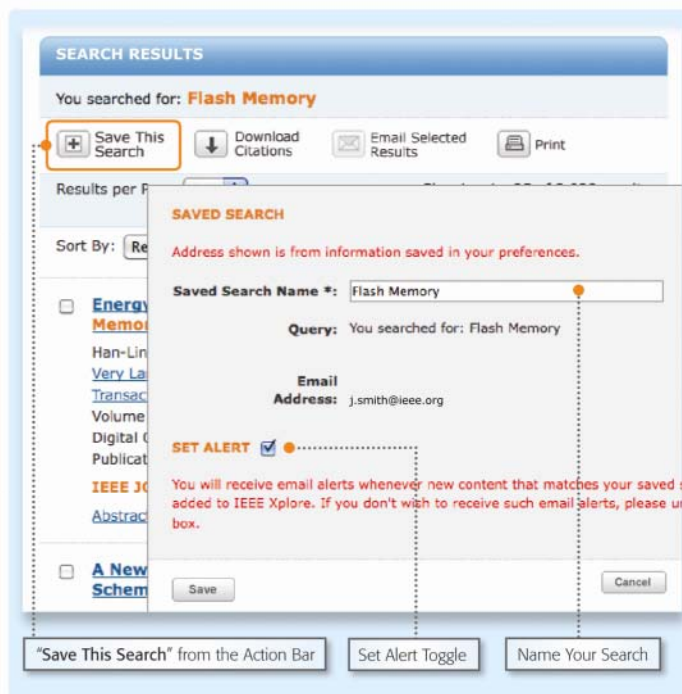 SEARCH RESULTS
You searched for: Flash Memory
Save This
Search
Download
Citations
Email Selected
Results
Print
Results per
Sort By:
SAVED SEARCH
Address shown is from information saved in your preferences.
Saved Search Name *: Flash Memory
Query: You searched for: Flash Memory
Email
Address: j.smith@ieee.org
SET ALERT
You will receive email alerts whenever new content that matches your saved
added to IEEE Xplore. If you don't wish to receive such email alerts, please
box.
Save
Cancel
Energy
Han-Lin
Very
Volume
Digital
IEEE
A New
"Save This Search" from the Action Bar
Set Alert Toggle
Name Your Search